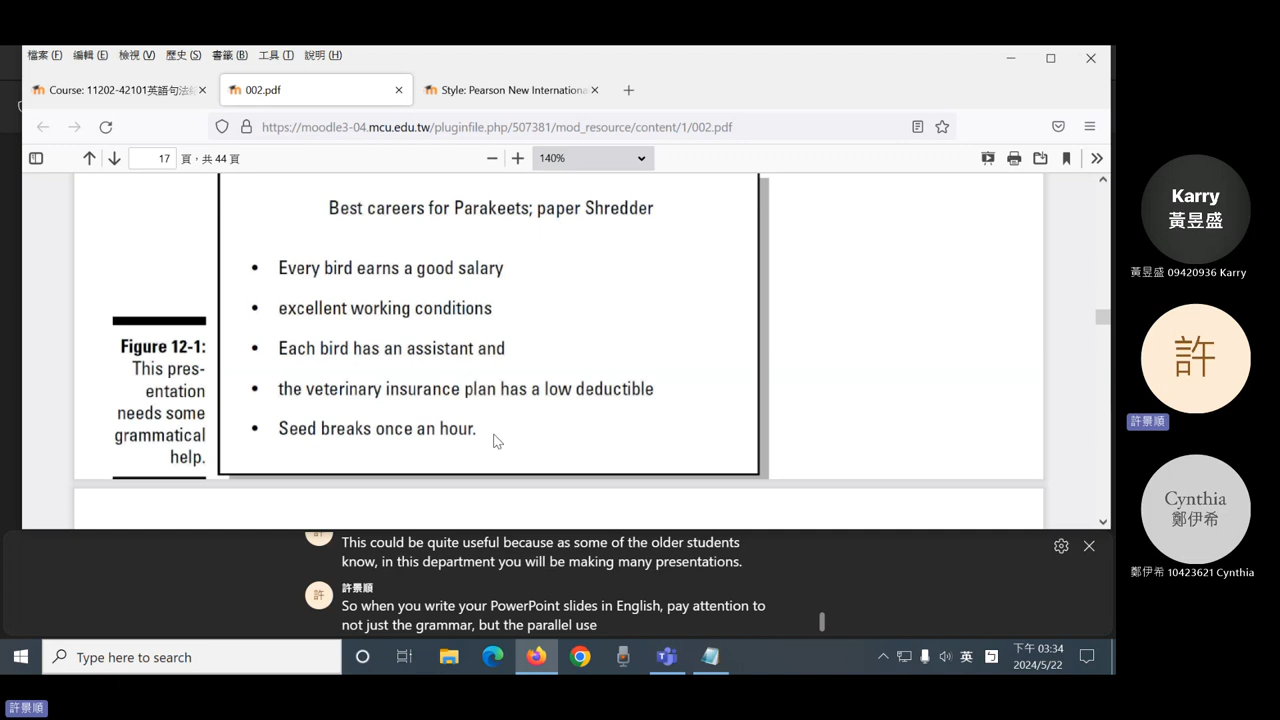 檔案 (F) 編輯 (E) 檢視 (V) 歷史 (S) 書籤 (B) 工具 (T) 說明 (H)
Course: 11202-42101英語句法
002.pdf
Style: Pearson New Internationa
https://moodle3-04.mcu.edu.tw/pluginfile.php/507381/mod_resource/content/1/002.pdf
17 頁，共 44 頁
140%
Best careers for Parakeets; paper Shredder
• Every bird earns a good salary
• excellent working conditions
• Each bird has an assistant and
• the veterinary insurance plan has a low deductible
• Seed breaks once an hour.
Figure 12-1:
This pres-
entation
needs some
grammatical
help.
Karry
黃昱盛
黃昱盛 09420936 Karry
許
許景順
Cynthia
鄭伊希
鄭伊希 10423621 Cynthia
This could be quite useful because as some of the older students
know, in this department you will be making many presentations.
許
許景順
So when you write your PowerPoint slides in English, pay attention to
not just the grammar, but the parallel use
Type here to search
英
下午 03:34
2024/5/22
許景順